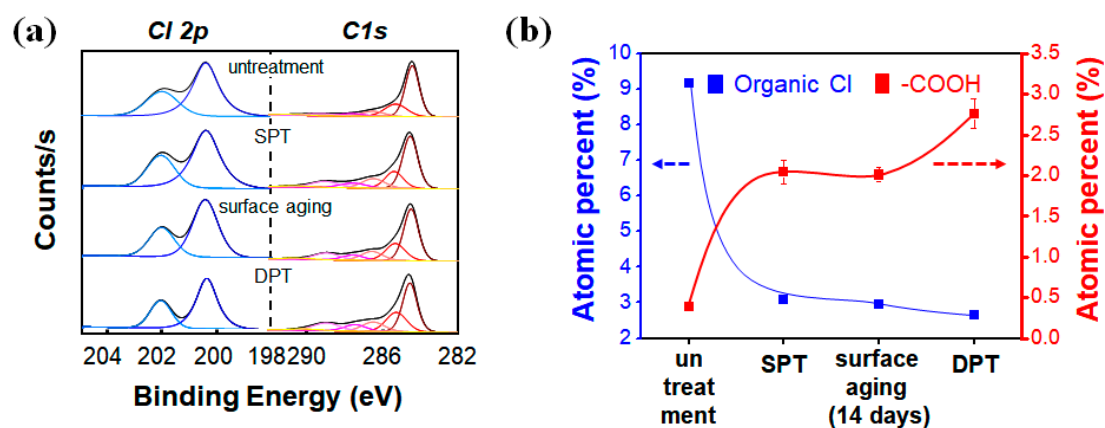 (a)
Cl 2p
C1s
untreatment
SPT
surface aging
DPT
Counts/s
204
202
200
198
290
286
282
Binding Energy (eV)
(b)
10
9
8
7
6
5
4
3
2
Atomic percent (%)
Organic Cl
-COOH
3.5
3.0
2.5
2.0
1.5
1.0
0.5
0.0
Atomic percent (%)
un
treat
ment
SPT
surface
aging
(14 days)
DPT